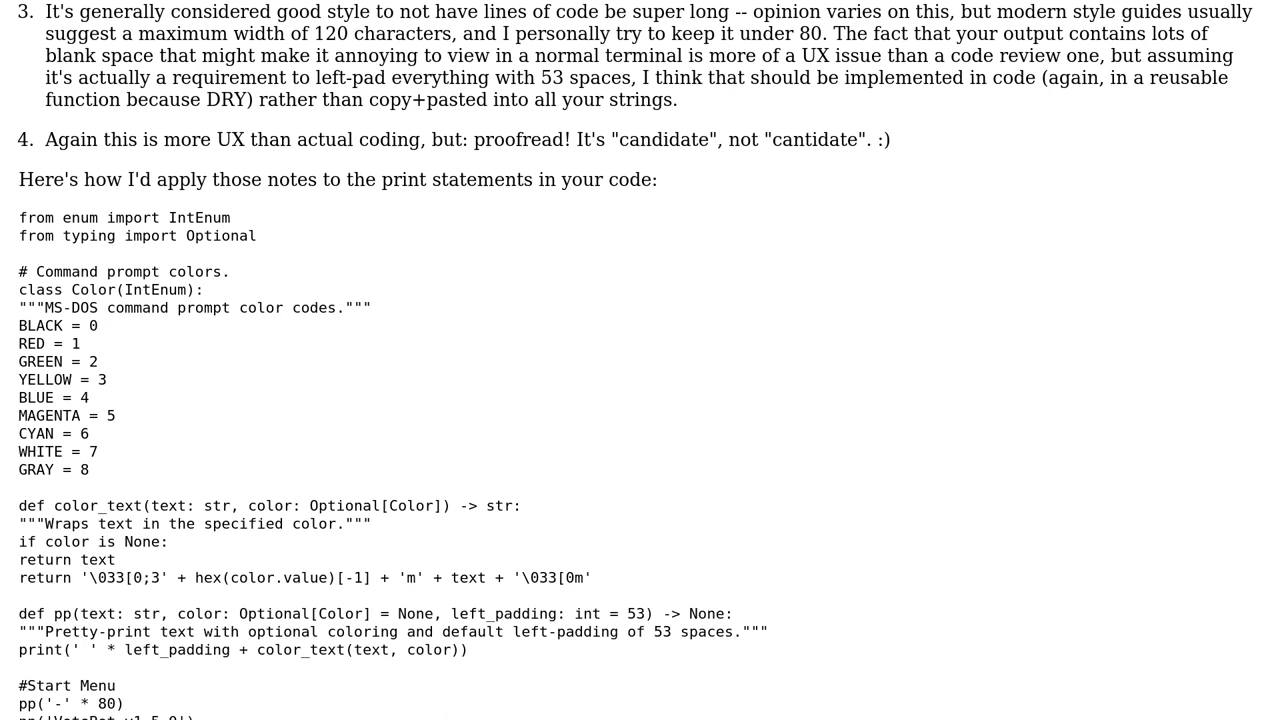 3. It's generally considered good style to not have lines of code be super long -- opinion varies on this, but modern style guides usually
suggest a maximum width of 120 characters, and I personally try to keep it under 80. The fact that your output contains lots of
blank space that might make it annoying to view in a normal terminal is more of a UX issue than a code review one, but assuming
it's actually a requirement to left-pad everything with 53 spaces, I think that should be implemented in code (again, in a reusable
function because DRY) rather than copy+pasted into all your strings.
4. Again this is more UX than actual coding, but: proofread! It's "candidate", not "cantidate". :)
Here's how I'd apply those notes to the print statements in your code:
from enum import IntEnum
from typing import Optional
# Command prompt colors.
class Color(IntEnum):
"""MS-DOS command prompt color codes."""
BLACK = 0
RED = 1
GREEN = 2
YELLOW = 3
BLUE = 4
MAGENTA = 5
CYAN = 6
WHITE = 7
GRAY = 8
def color_text(text: str, color: Optional[Color]) -> str:
"""Wraps text in the specified color."""
if color is None:
return text
return '\033[0;3' + hex(color.value)[-1] + 'm' + text + '\033[0m'
def pp(text: str, color: Optional[Color] = None, left_padding: int = 53) -> None:
"""Pretty-print text with optional coloring and default left-padding of 53 spaces."""
print(' ' * left_padding + color_text(text, color))
#Start Menu
pp('-' * 80)